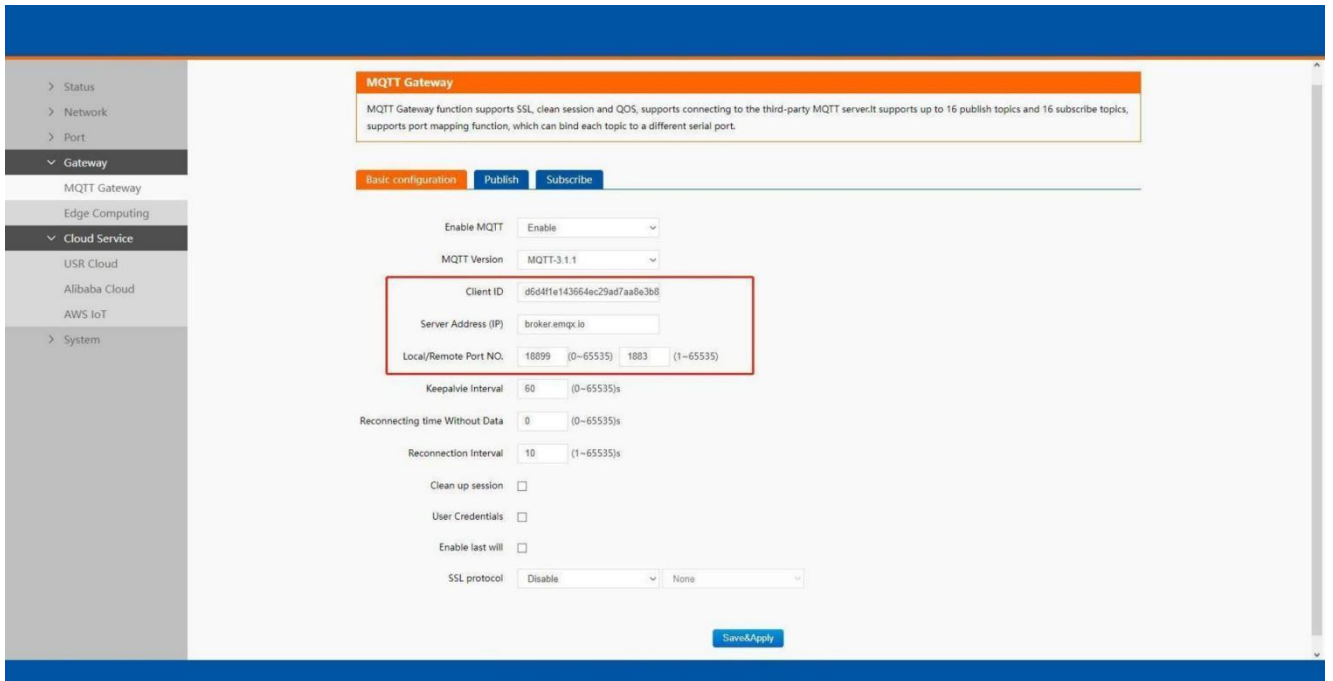 Status
Network
Port
Gateway
MQTT Gateway
Edge Computing
Cloud Service
USR Cloud
Alibaba Cloud
AWS IoT
System
MQTT Gateway
MQTT Gateway function supports SSL, clean session and QOS, supports connecting to the third-party MQTT server.It supports up to 16 publish topics and 16 subscribe topics,
supports port mapping function, which can bind each topic to a different serial port.
Basic configuration Publish Subscribe
Enable MQTT Enable
MQTT Version MQTT-3.1.1
Client ID d6d4f1e143664ec29ad7aa8e3b8
Server Address (IP) broker.emqx.io
Local/Remote Port NO. 18899 (0~65535) 1883 (1~65535)
Keepalvie Interval 60 (0~65535)s
Reconnecting time Without Data 0 (0~65535)s
Reconnection Interval 10 (1~65535)s
Clean up session
User Credentials
Enable last will
SSL protocol Disable None
Save&Apply